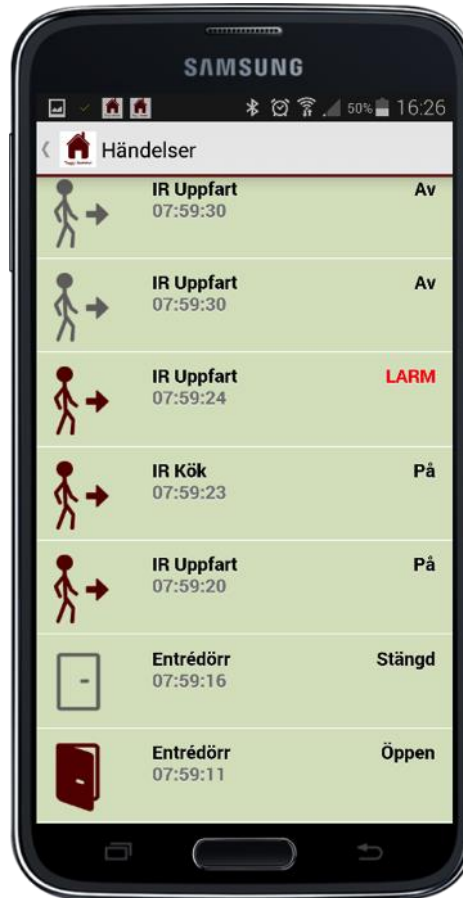 SAMSUNG
50% 16:26
Händelser
IR Uppfart Av
07:59:30
IR Uppfart Av
07:59:30
IR Uppfart LARM
07:59:24
IR Kök På
07:59:23
IR Uppfart På
07:59:20
Entrédörr Stängd
07:59:16
Entrédörr Öppen
07:59:11